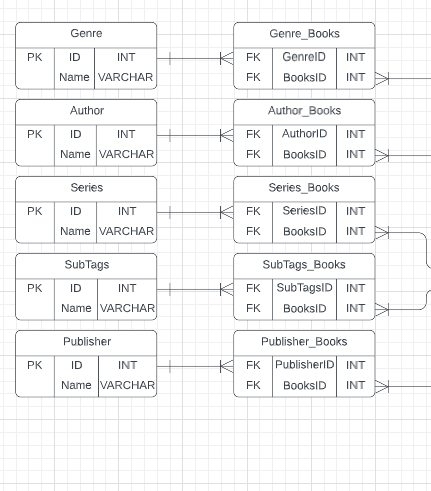 Genre
PK ID INT
Name VARCHAR
Genre_Books
FK GenreID INT
FK BooksID INT
Author
PK ID INT
Name VARCHAR
Author_Books
FK AuthorID INT
FK BooksID INT
Series
PK ID INT
Name VARCHAR
Series_Books
FK SeriesID INT
FK BooksID INT
SubTags
PK ID INT
Name VARCHAR
SubTags_Books
FK SubTagsID INT
FK BooksID INT
Publisher
PK ID INT
Name VARCHAR
Publisher_Books
FK PublisherID INT
FK BooksID INT